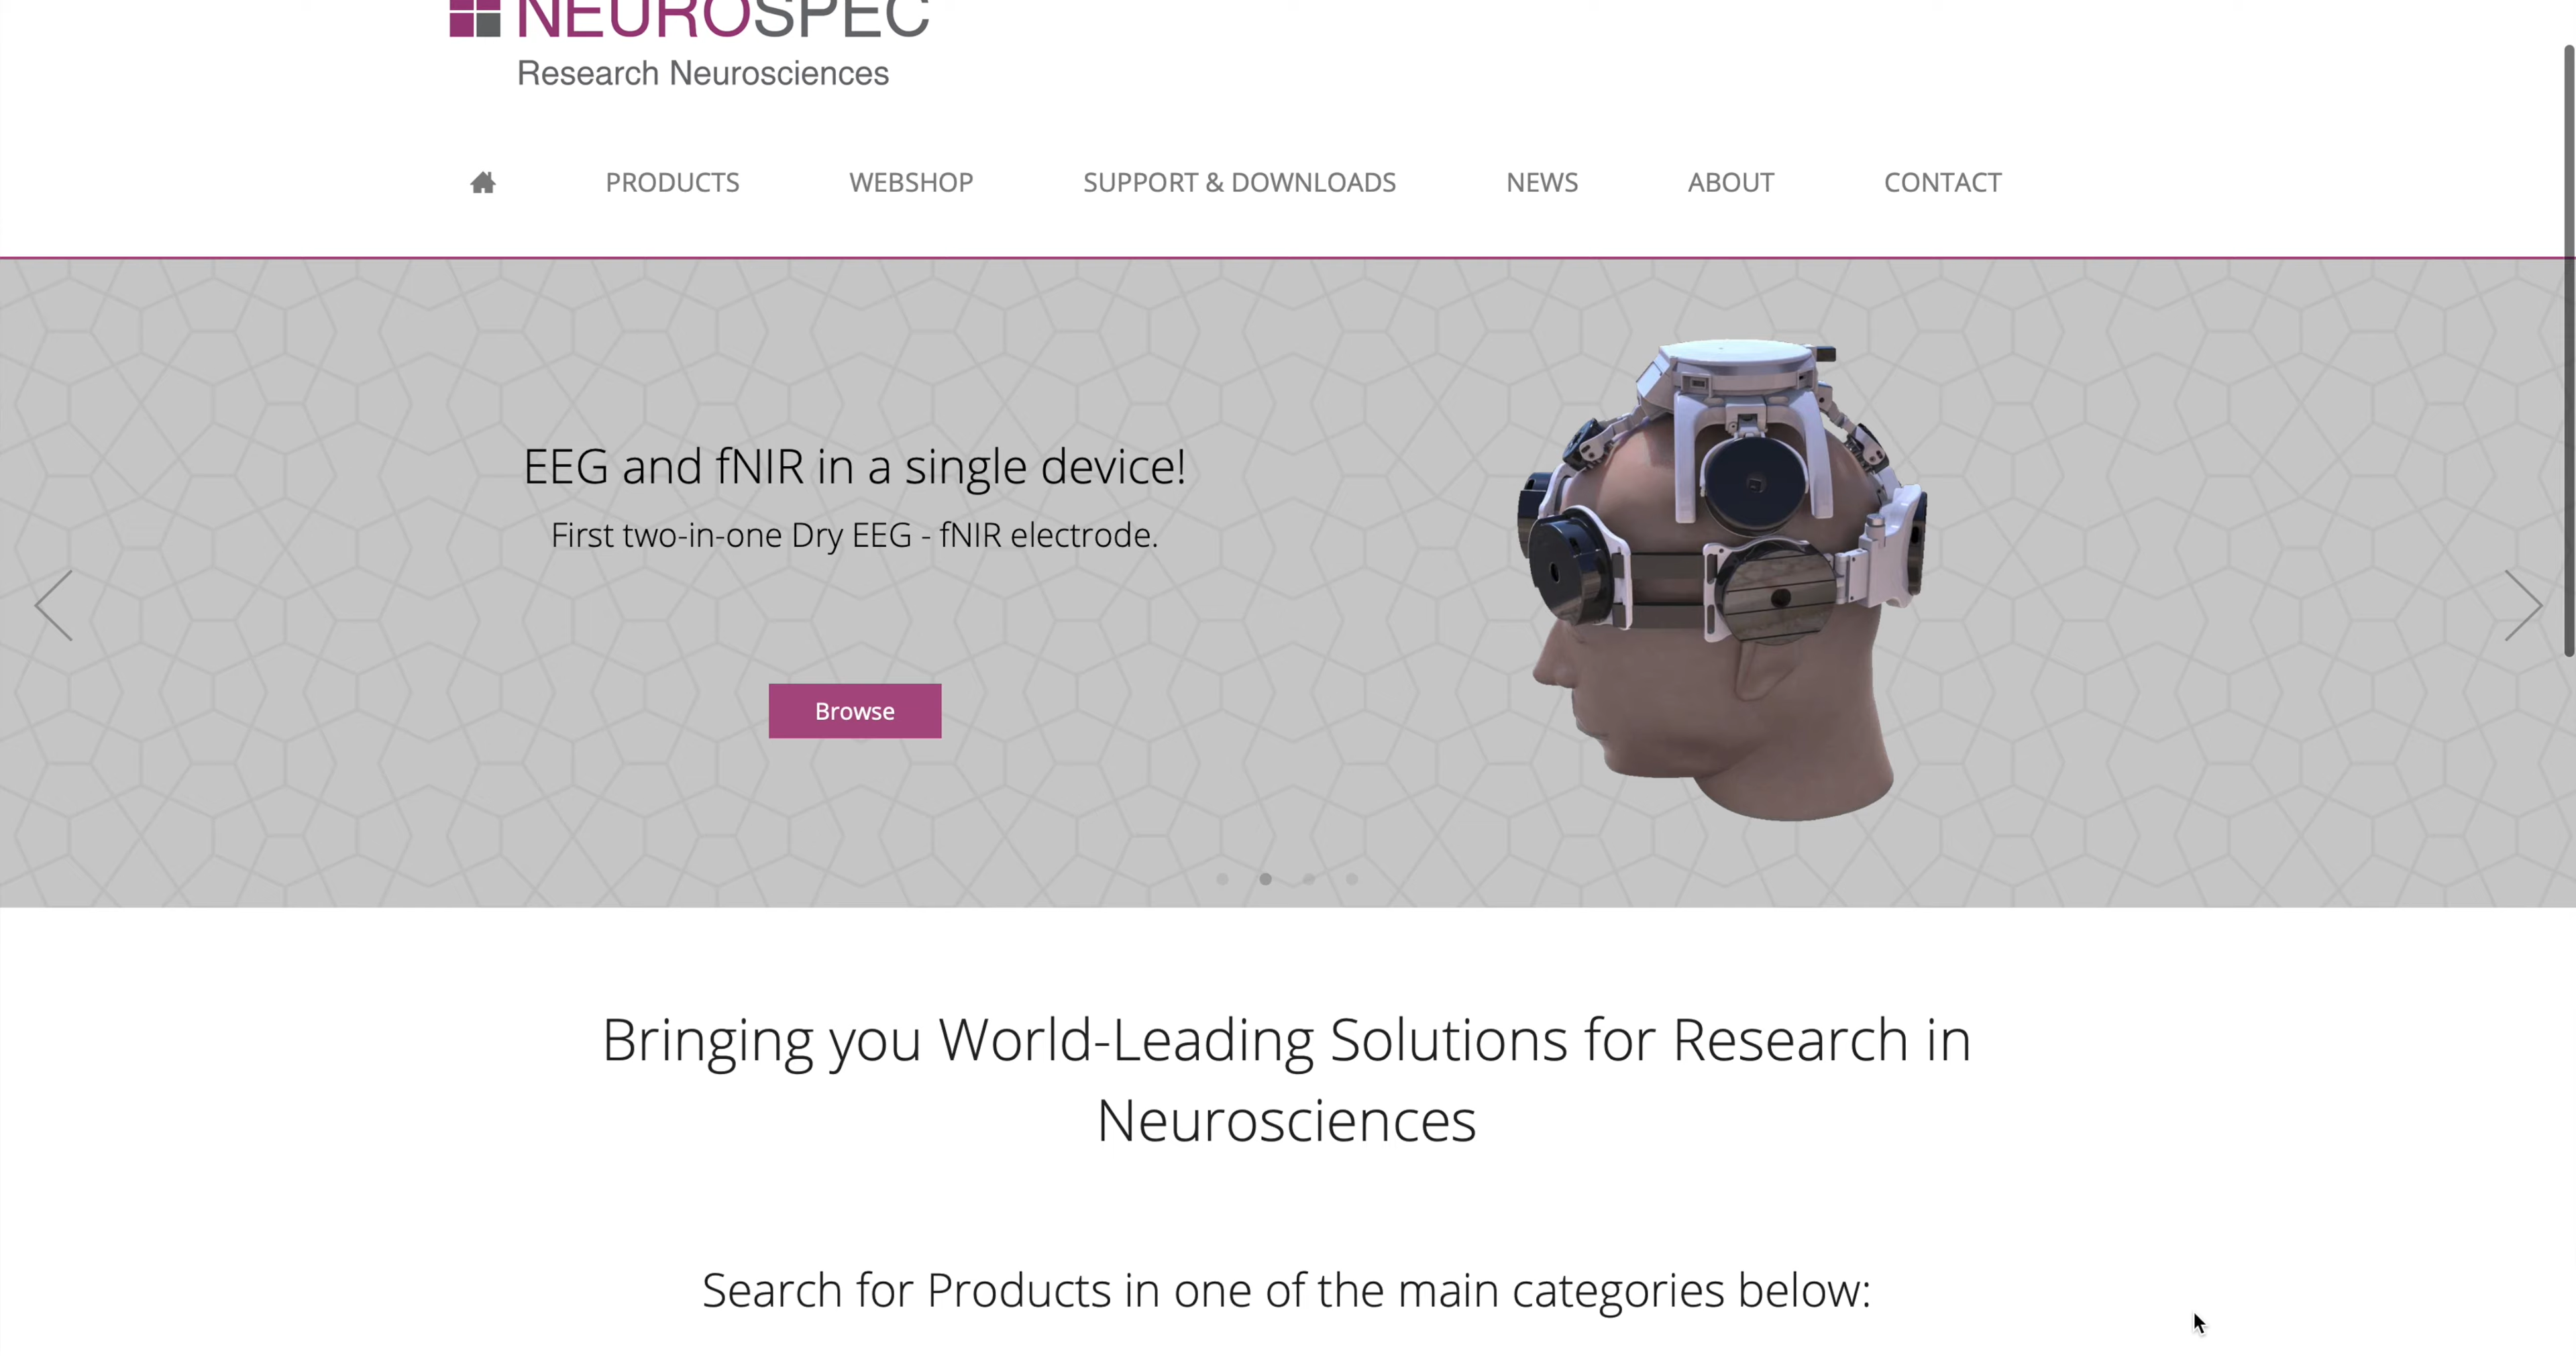 NEUROSPEC
Research Neurosciences
PRODUCTS WEBSHOP SUPPORT & DOWNLOADS NEWS ABOUT CONTACT
EEG and fNIR in a single device!
First two-in-one Dry EEG - fNIR electrode.
Browse
Bringing you World-Leading Solutions for Research in
Neurosciences
Search for Products in one of the main categories below: